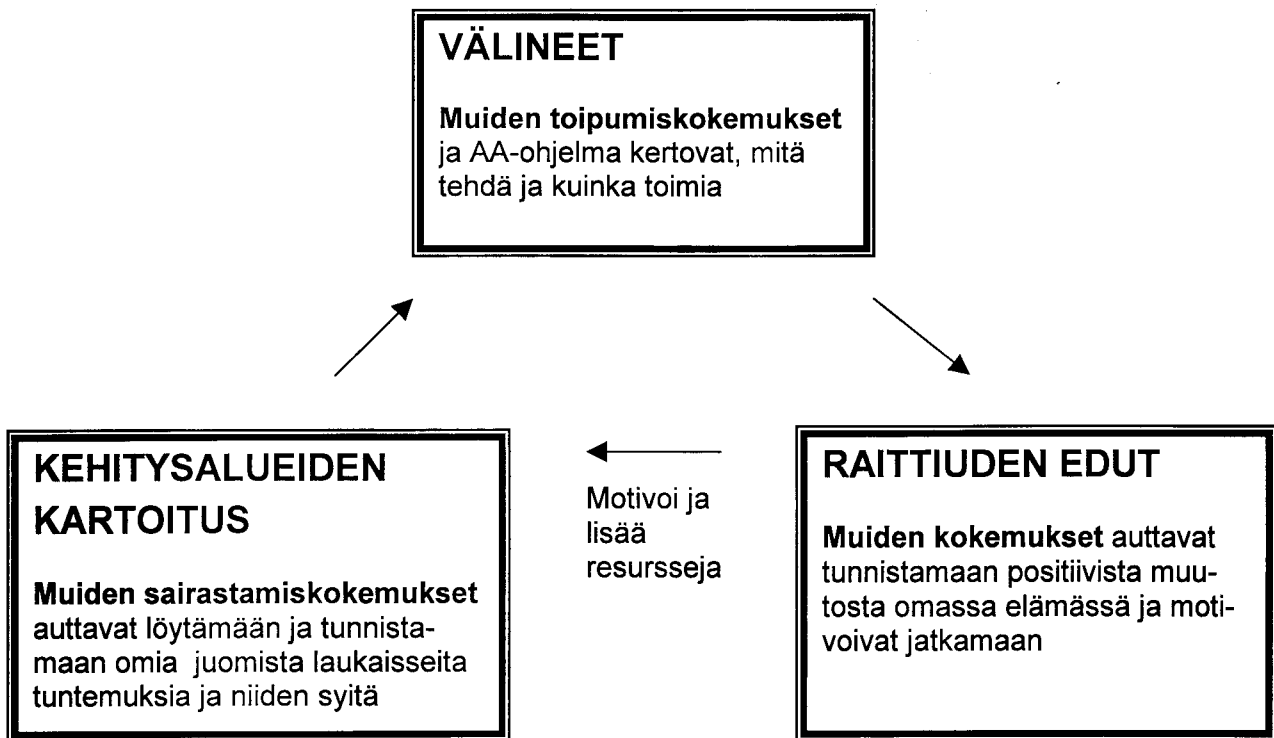 VÄLINEET
Muiden toipumiskokemukset
ja AA-ohjelma kertovat, mitä
tehdä ja kuinka toimia
KEHITYSALUEIDEN
KARTOITUS
Muiden sairastamiskokemukset
auttavat löytämään ja tunnista-
maan omia juomista laukaisseita
tuntemuksia ja niiden syitä
Motivoi ja
lisää
resursseja
RAITTIUDEN EDUT
Muiden kokemukset auttavat
tunnistamaan positiivista muu-
tosta omassa elämässä ja moti-
voivat jatkamaan